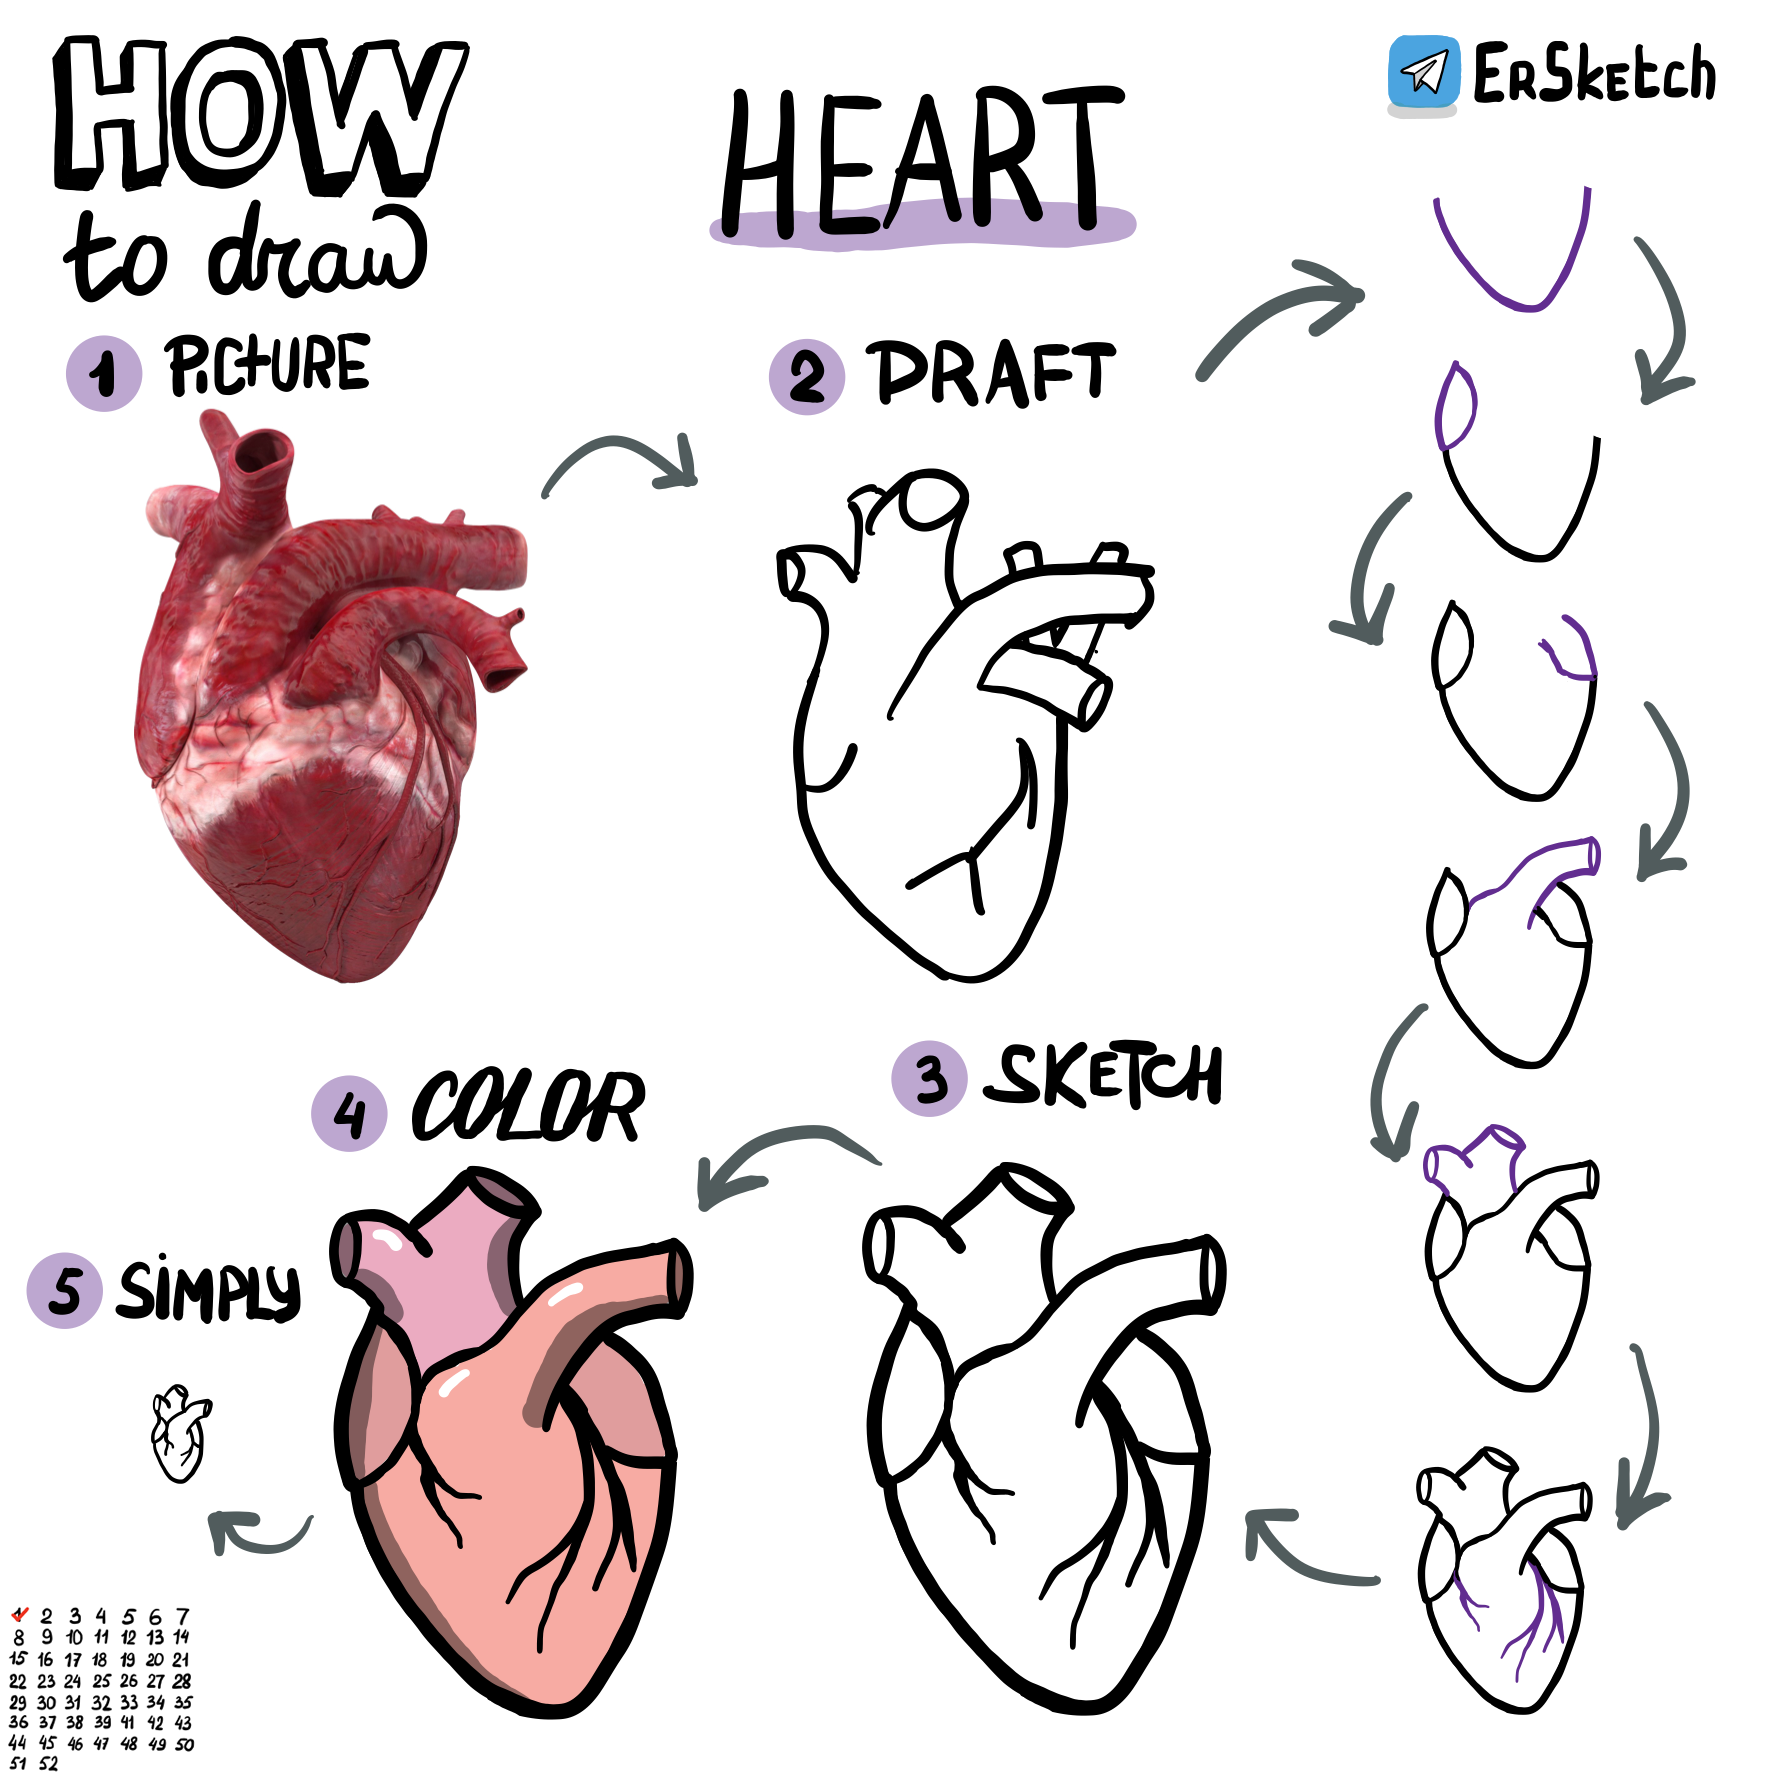 HOW
to draw
HEART
ErSketch
1 PiCtURE
2 DRAFT
3 SKETCH
4 COLOR
5 SiMPLY
1 2 3 4 5 6 7
8 9 10 11 12 13 14
15 16 17 18 19 20 21
22 23 24 25 26 27 28
29 30 31 32 33 34 35
36 37 38 39 41 42 43
44 45 46 47 48 49 50
51 52